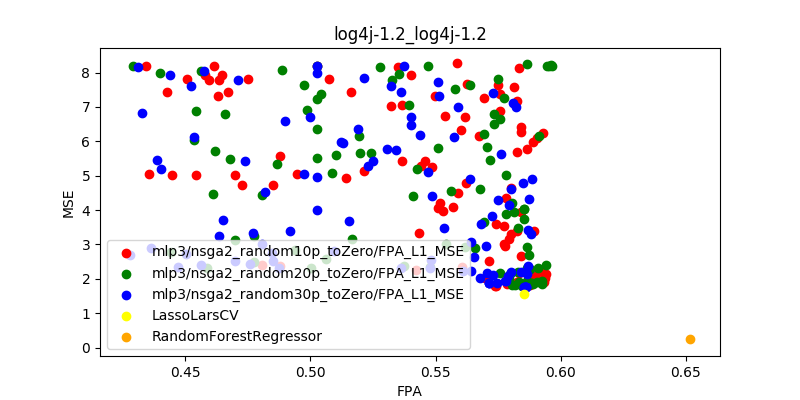 log4j-1.2_log4j-1.2
MSE
8
7
6
5
4
3
2
1
0
mlp3/nsga2_random10p_toZero/FPA_L1_MSE
mlp3/nsga2_random20p_toZero/FPA_L1_MSE
mlp3/nsga2_random30p_toZero/FPA_L1_MSE
LassoLarsCV
RandomForestRegressor
0.45 0.50 0.55 0.60 0.65
FPA